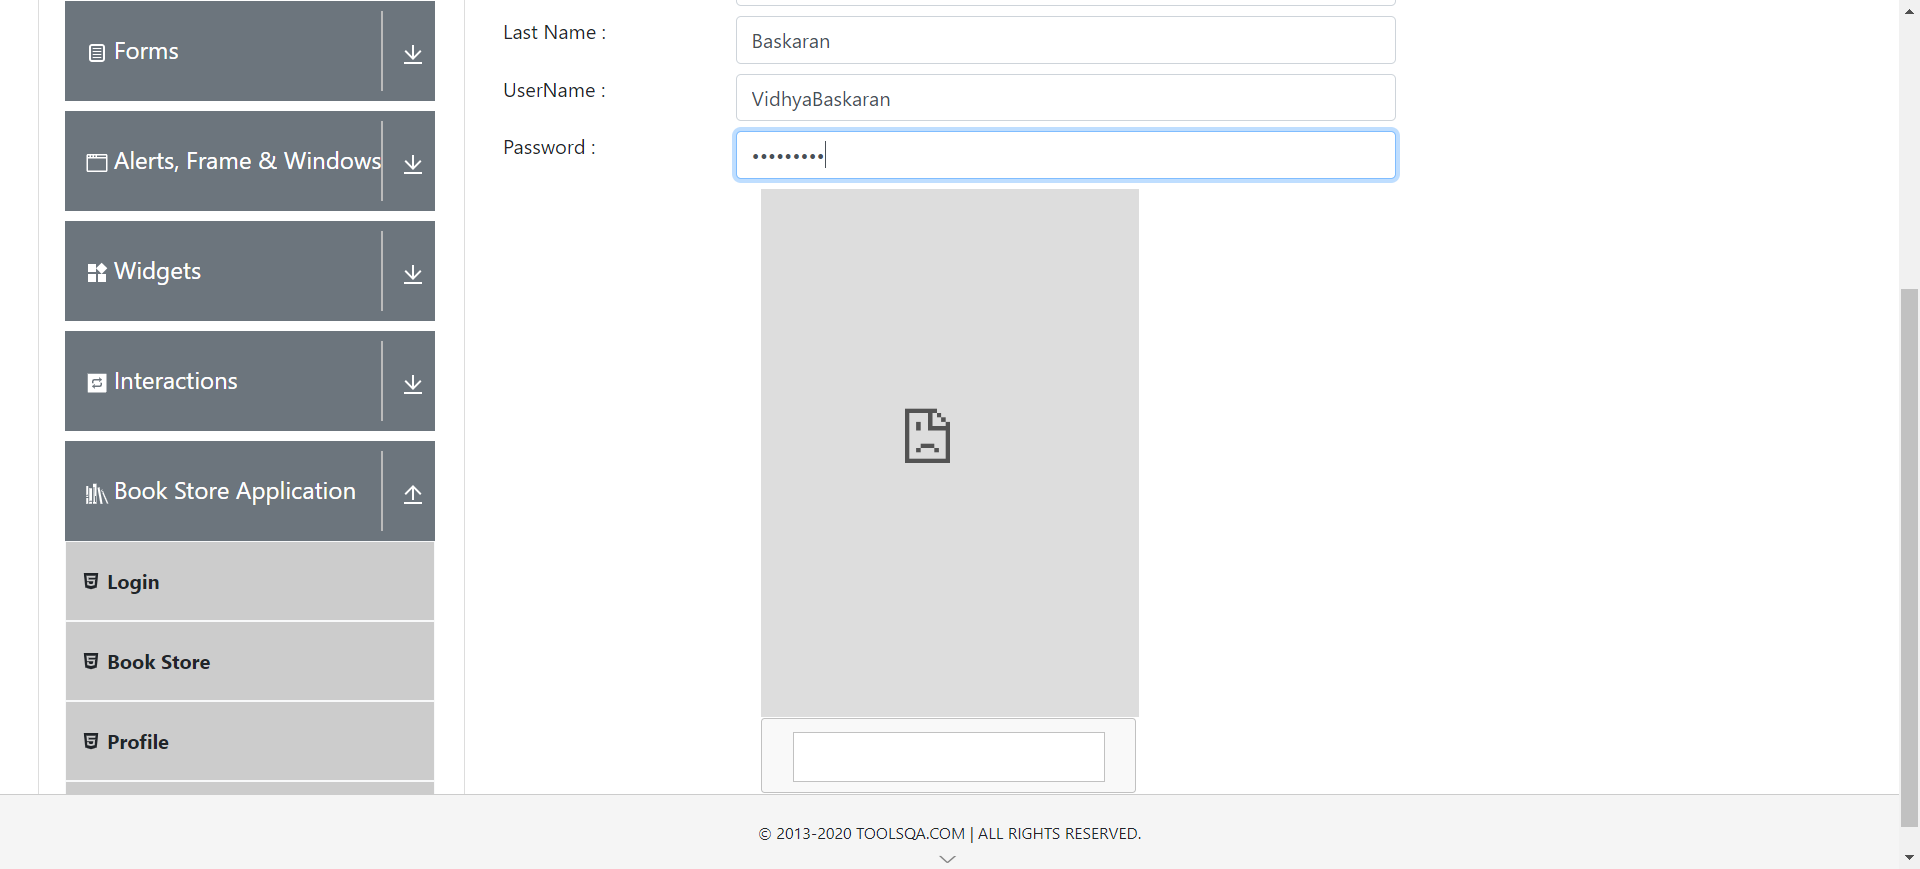 Forms
Alerts, Frame & Windows
Widgets
Interactions
Book Store Application
Login
Book Store
Profile
Last Name :
Baskaran
UserName :
VidhyaBaskaran
Password :
•••••••••
© 2013-2020 TOOLSQA.COM | ALL RIGHTS RESERVED.